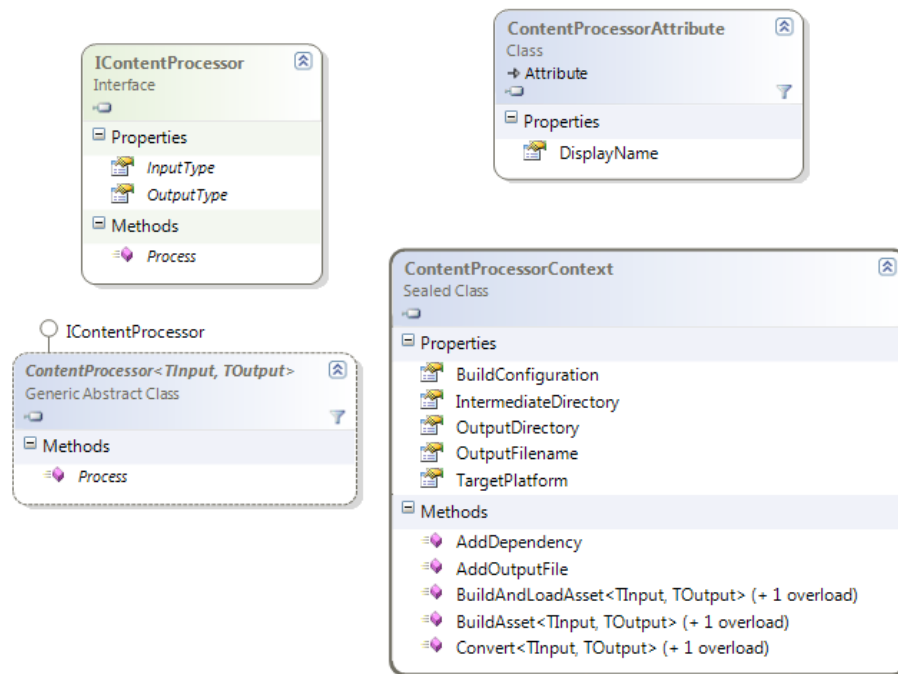 IContentProcessor
Interface
Properties
InputType
OutputType
Methods
Process
ContentProcessorAttribute
Class
Attribute
Properties
DisplayName
IContentProcessor
ContentProcessor<TInput, TOutput>
Generic Abstract Class
Methods
Process
ContentProcessorContext
Sealed Class
Properties
BuildConfiguration
IntermediateDirectory
OutputDirectory
OutputFilename
TargetPlatform
Methods
AddDependency
AddOutputFile
BuildAndLoadAsset<TInput, TOutput> (+ 1 overload)
BuildAsset<TInput, TOutput> (+ 1 overload)
Convert<TInput, TOutput> (+ 1 overload)